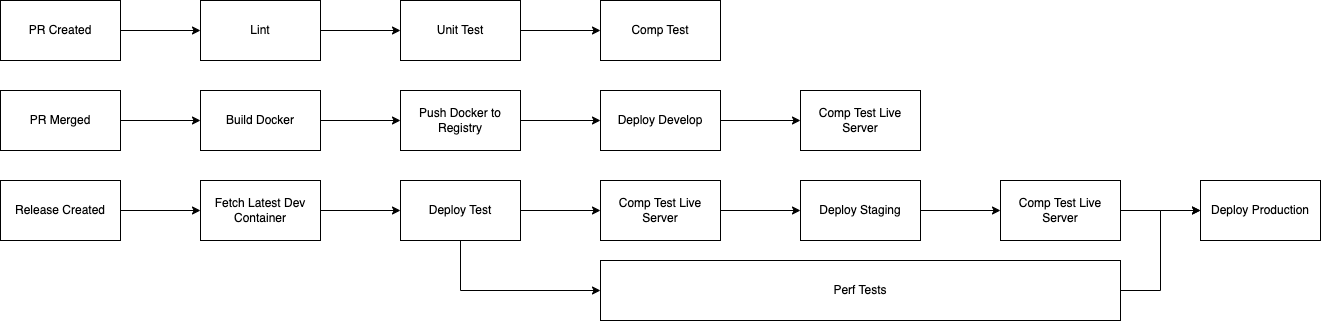 PR Created
Lint
Unit Test
Comp Test
PR Merged
Build Docker
Push Docker to
Registry
Deploy Develop
Comp Test Live
Server
Release Created
Fetch Latest Dev
Container
Deploy Test
Comp Test Live
Server
Deploy Staging
Comp Test Live
Server
Deploy Production
Perf Tests